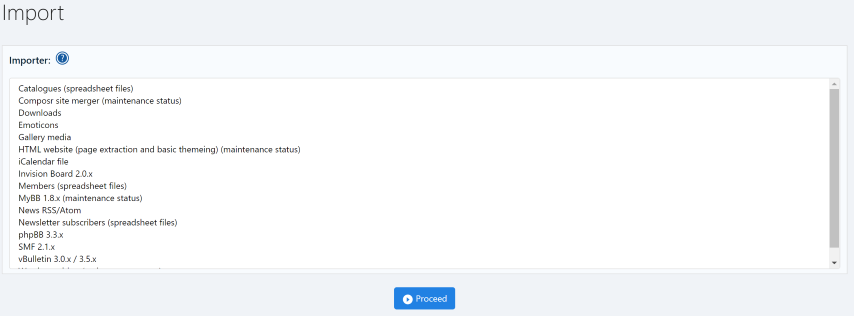 Import
Importer:
Catalogues (spreadsheet files)
Composr site merger (maintenance status)
Downloads
Emoticons
Gallery media
HTML website (page extraction and basic themeing) (maintenance status)
iCalendar file
Invision Board 2.0.x
Members (spreadsheet files)
MyBB 1.8.x (maintenance status)
News RSS/Atom
Newsletter subscribers (spreadsheet files)
phpBB 3.3.x
SMF 2.1.x
vBulletin 3.0.x / 3.5.x
Proceed